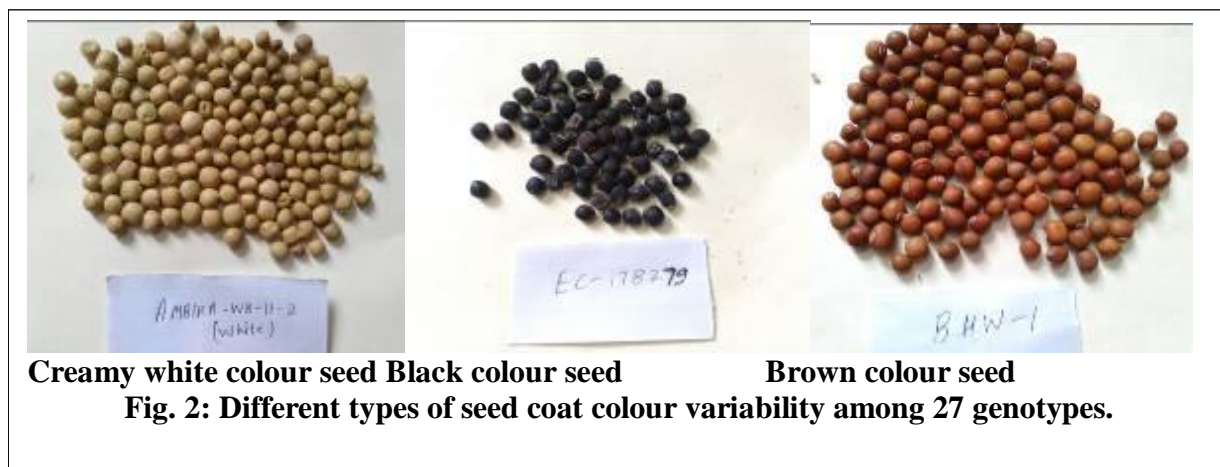 AMBIKA-WB-11-2
(White)
EC-178279
BHW-1
Creamy white colour seed Black colour seed Brown colour seed
Fig. 2: Different types of seed coat colour variability among 27 genotypes.